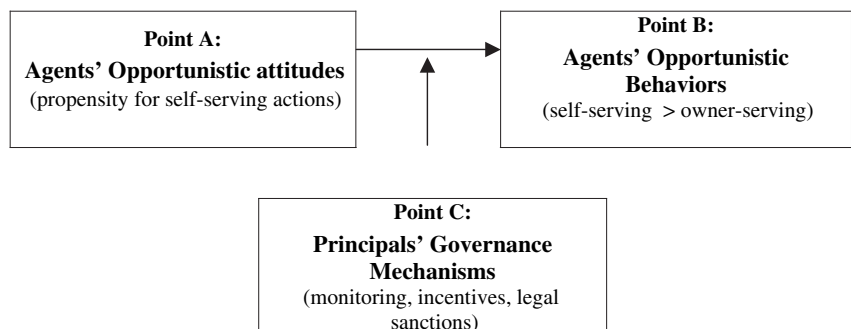 Point A:
Agents’ Opportunistic attitudes
(propensity for self-serving actions)
Point B:
Agents’ Opportunistic
Behaviors
(self-serving > owner-serving)
Point C:
Principals’ Governance
Mechanisms
(monitoring, incentives, legal
sanctions)